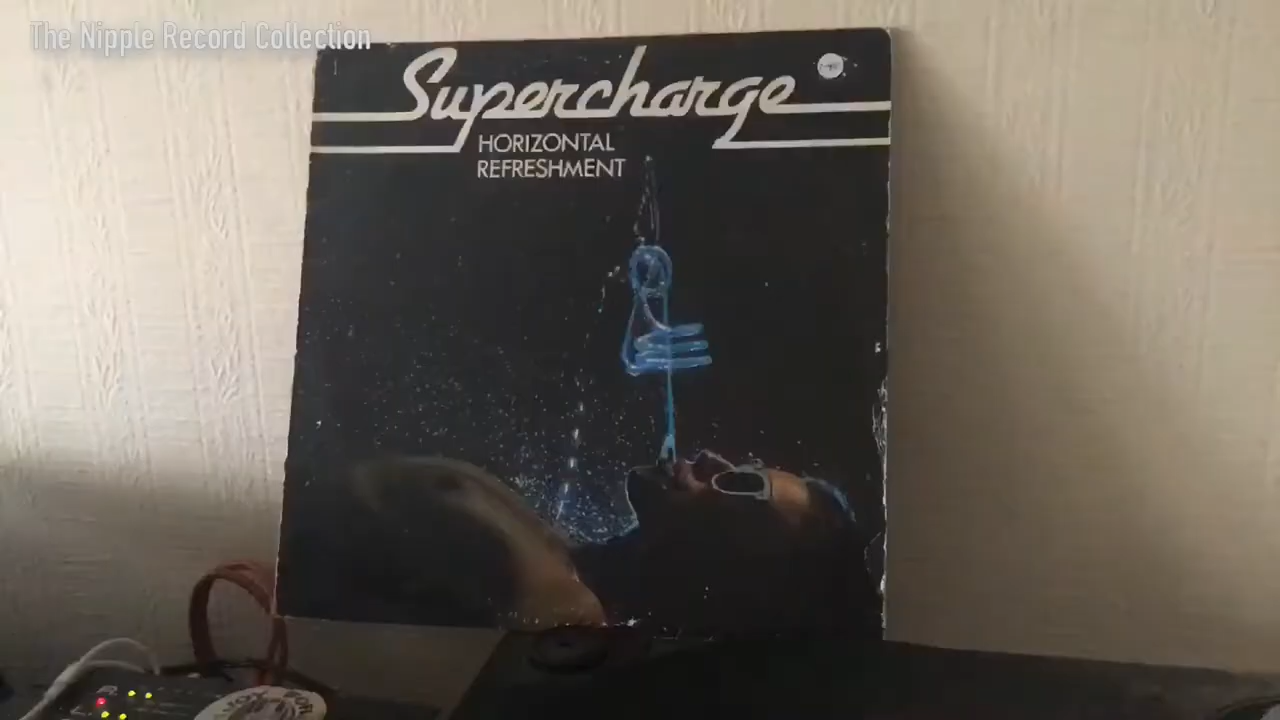 The Nipple Record Collection
Supercharge
HORIZONTAL
REFRESHMENT